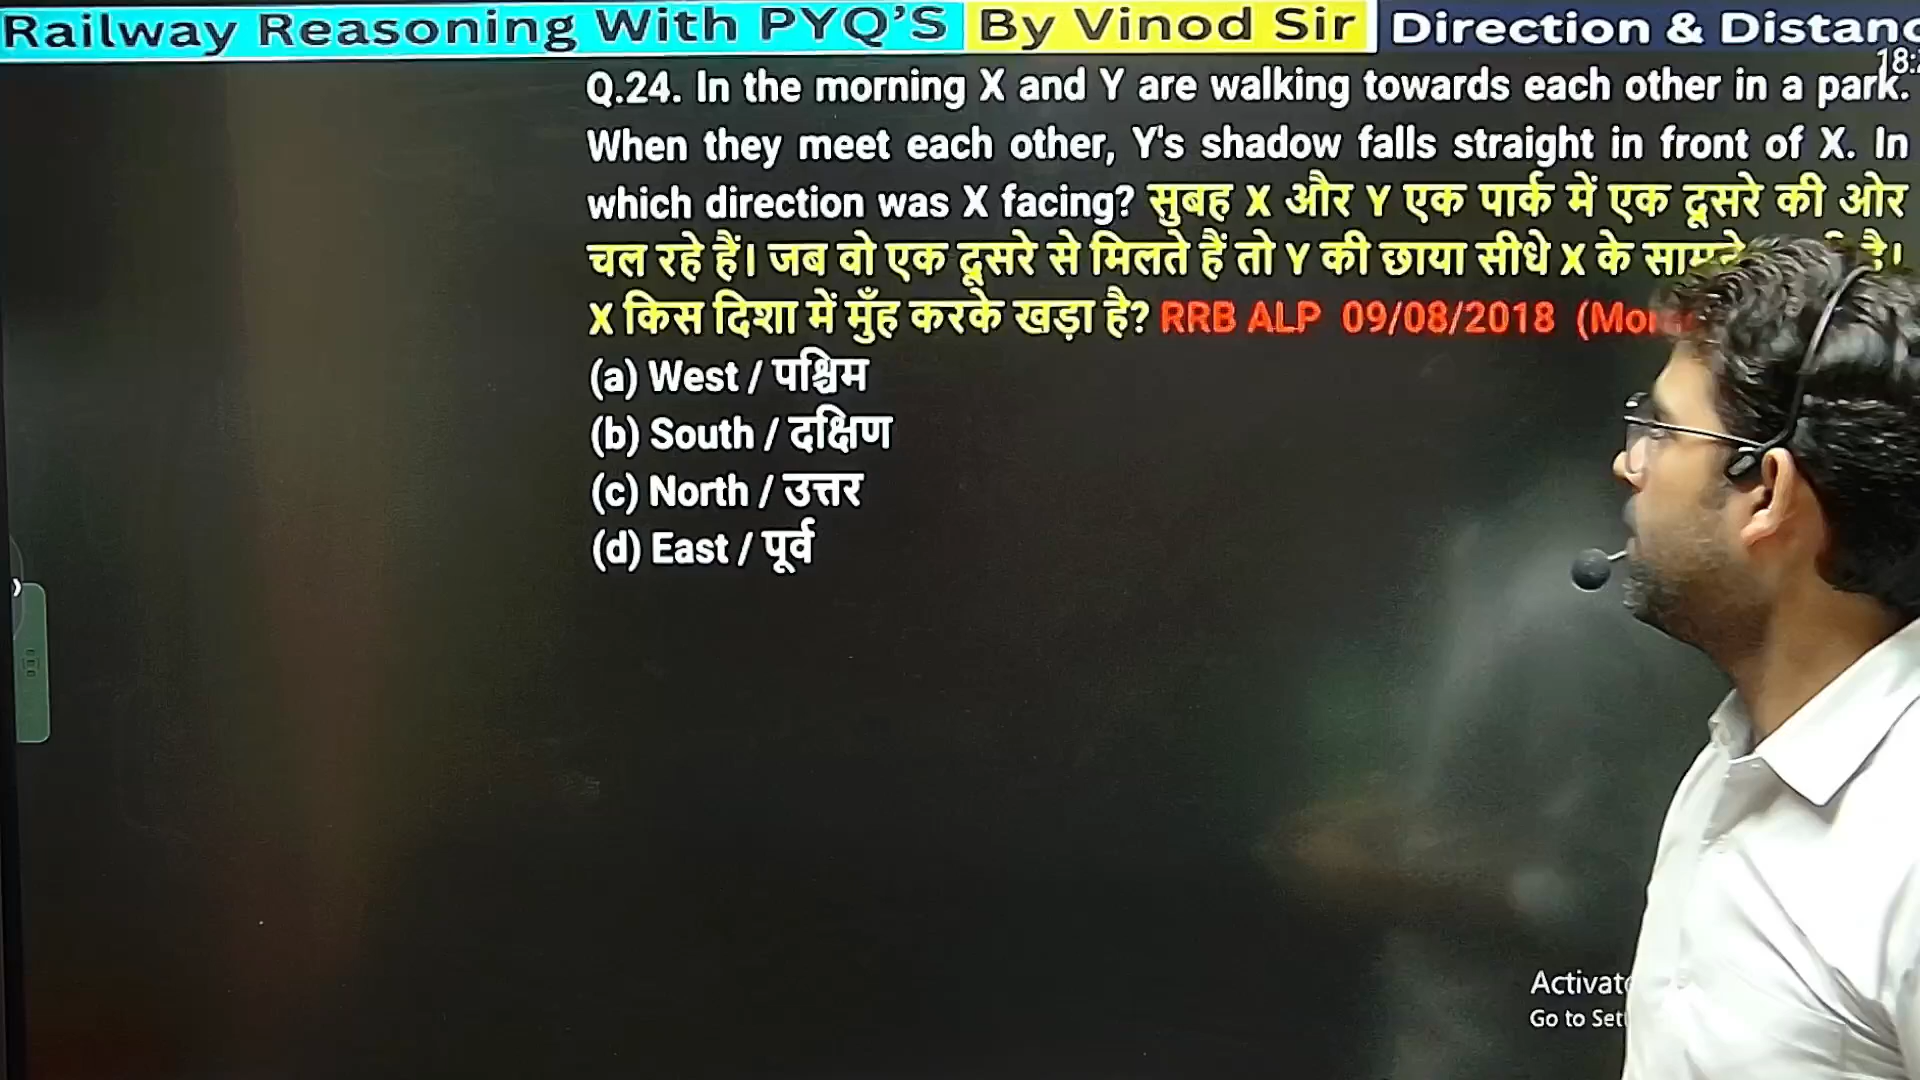 Railway Reasoning With PYQ'S By Vinod Sir Direction &
Q.24. In the morning X and Y are walking towards each other in a park.
When they meet each other, Y's shadow falls straight in front of X. In
which direction was X facing? सुबह X और Y एक पार्क में एक दूसरे की ओर
चल रहे हैं। जब वो एक दूसरे से मिलते हैं तो Y की छाया सीधे X के सामने है।
X किस दिशा में मुँह करके खड़ा है? RRB ALP 09/08/2018
(a) West / पश्चिम
(b) South / दक्षिण
(c) North / उत्तर
(d) East / पूर्व
Go to